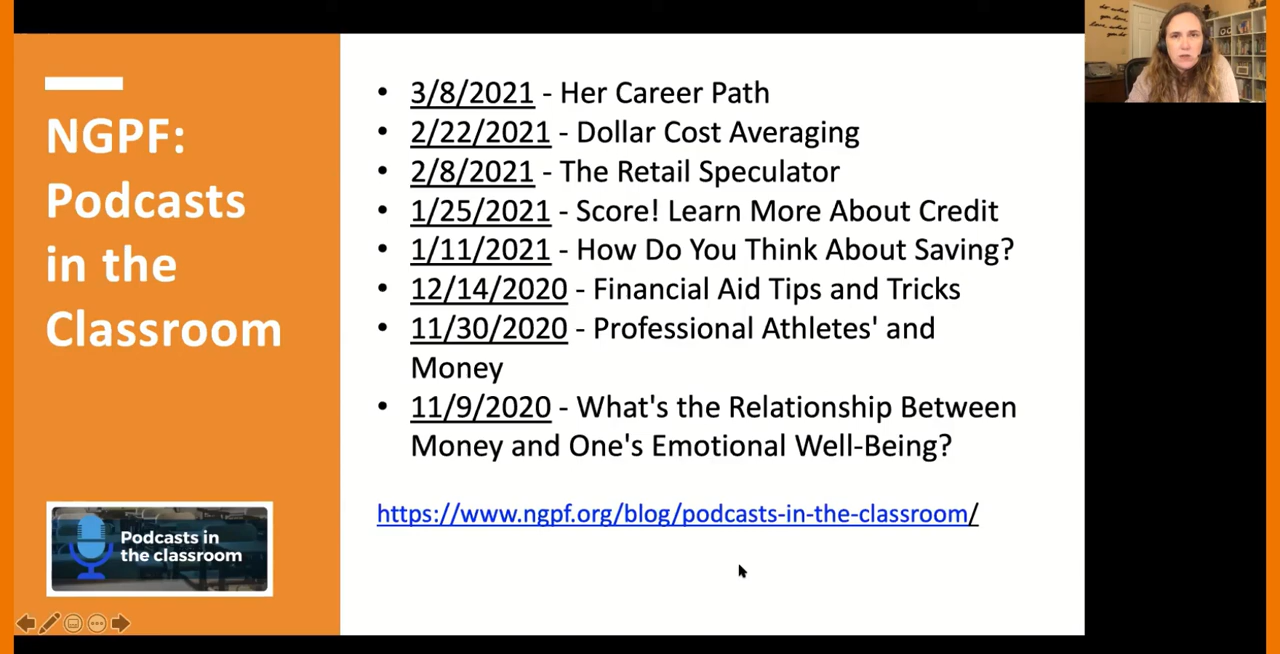 NGPF:
Podcasts
in the
Classroom
• 3/8/2021 - Her Career Path
• 2/22/2021 - Dollar Cost Averaging
• 2/8/2021 - The Retail Speculator
• 1/25/2021 - Score! Learn More About Credit
• 1/11/2021 - How Do You Think About Saving?
• 12/14/2020 - Financial Aid Tips and Tricks
• 11/30/2020 - Professional Athletes' and
Money
• 11/9/2020 - What's the Relationship Between
Money and One's Emotional Well-Being?
https://www.ngpf.org/blog/podcasts-in-the-classroom/
Podcasts in
the classroom